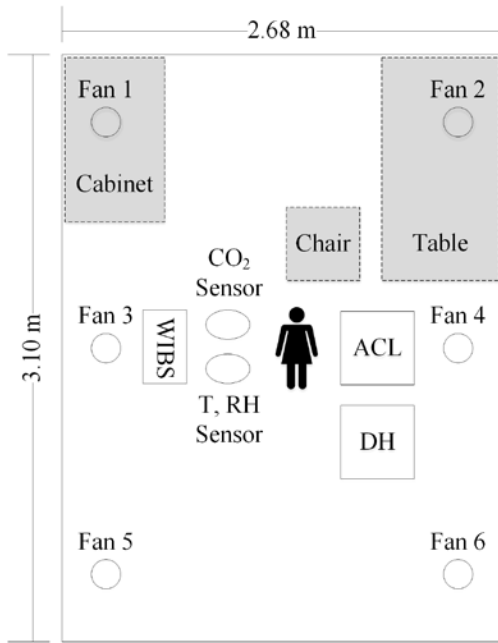 2.68 m
Fan 1
Fan 2
Cabinet
Chair
Table
CO₂
Sensor
Fan 3
WIBS
ACL
Fan 4
3.10 m
T, RH
Sensor
DH
Fan 5
Fan 6